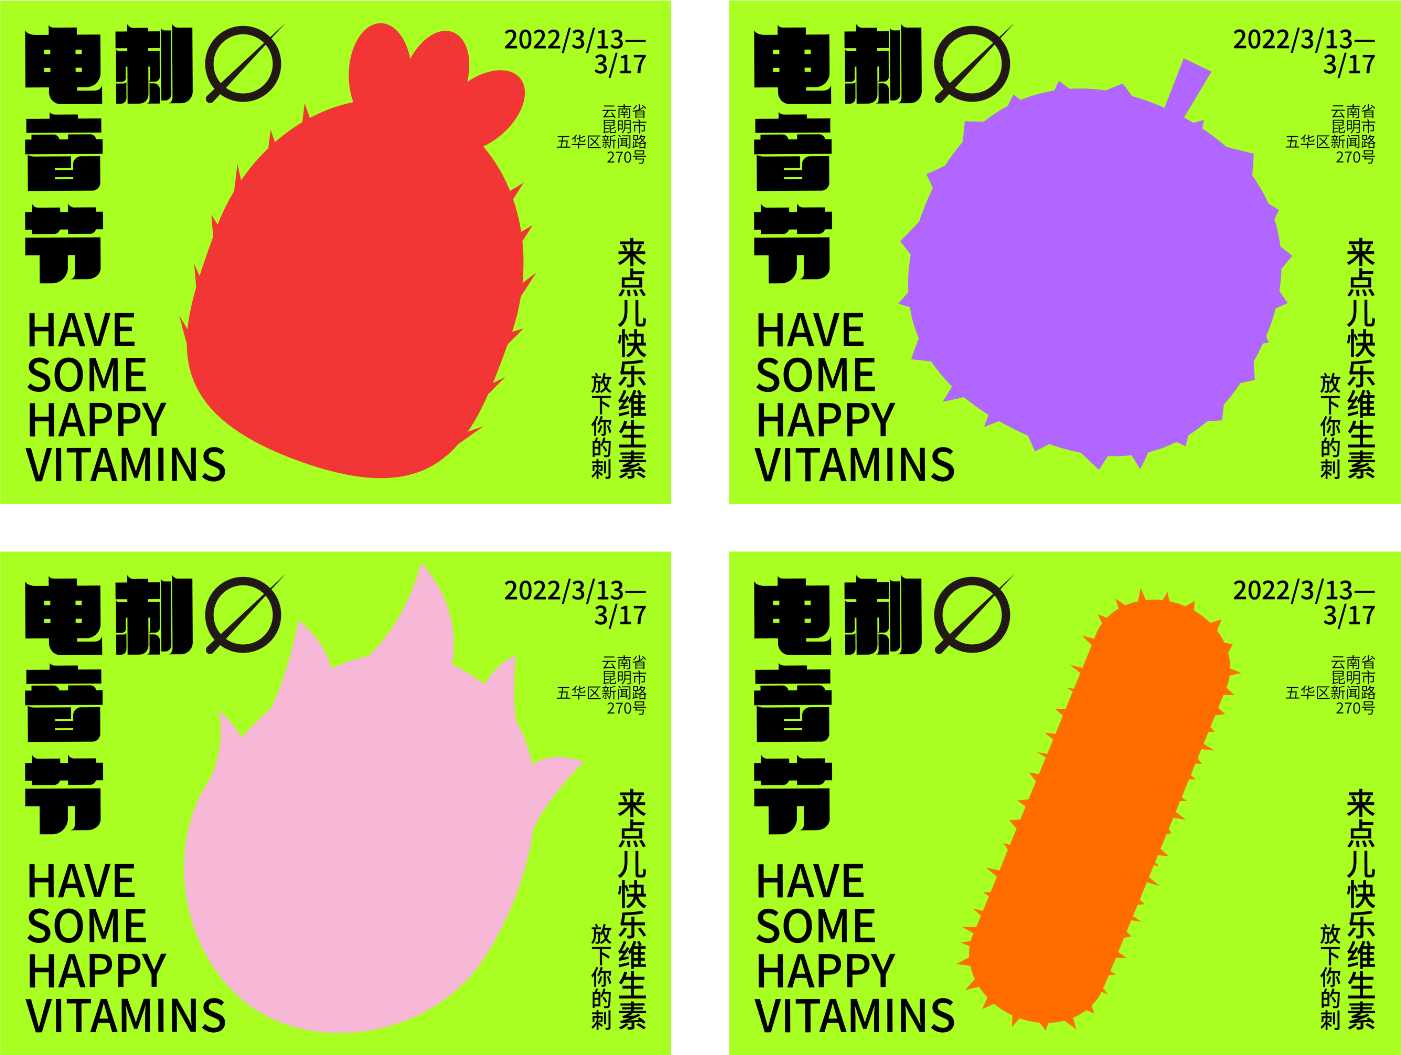 电刺Ø
音
节
HAVE
SOME
HAPPY
VITAMINS
2022/3/13—
3/17
云南省
昆明市
五华区新闻路
270号
来点儿快乐维生素
放下你的刺
电刺Ø
音
节
HAVE
SOME
HAPPY
VITAMINS
2022/3/13—
3/17
云南省
昆明市
五华区新闻路
270号
来点儿快乐维生素
放下你的刺
电刺Ø
音
节
HAVE
SOME
HAPPY
VITAMINS
2022/3/13—
3/17
云南省
昆明市
五华区新闻路
270号
来点儿快乐维生素
放下你的刺
电刺Ø
音
节
HAVE
SOME
HAPPY
VITAMINS
2022/3/13—
3/17
云南省
昆明市
五华区新闻路
270号
来点儿快乐维生素
放下你的刺